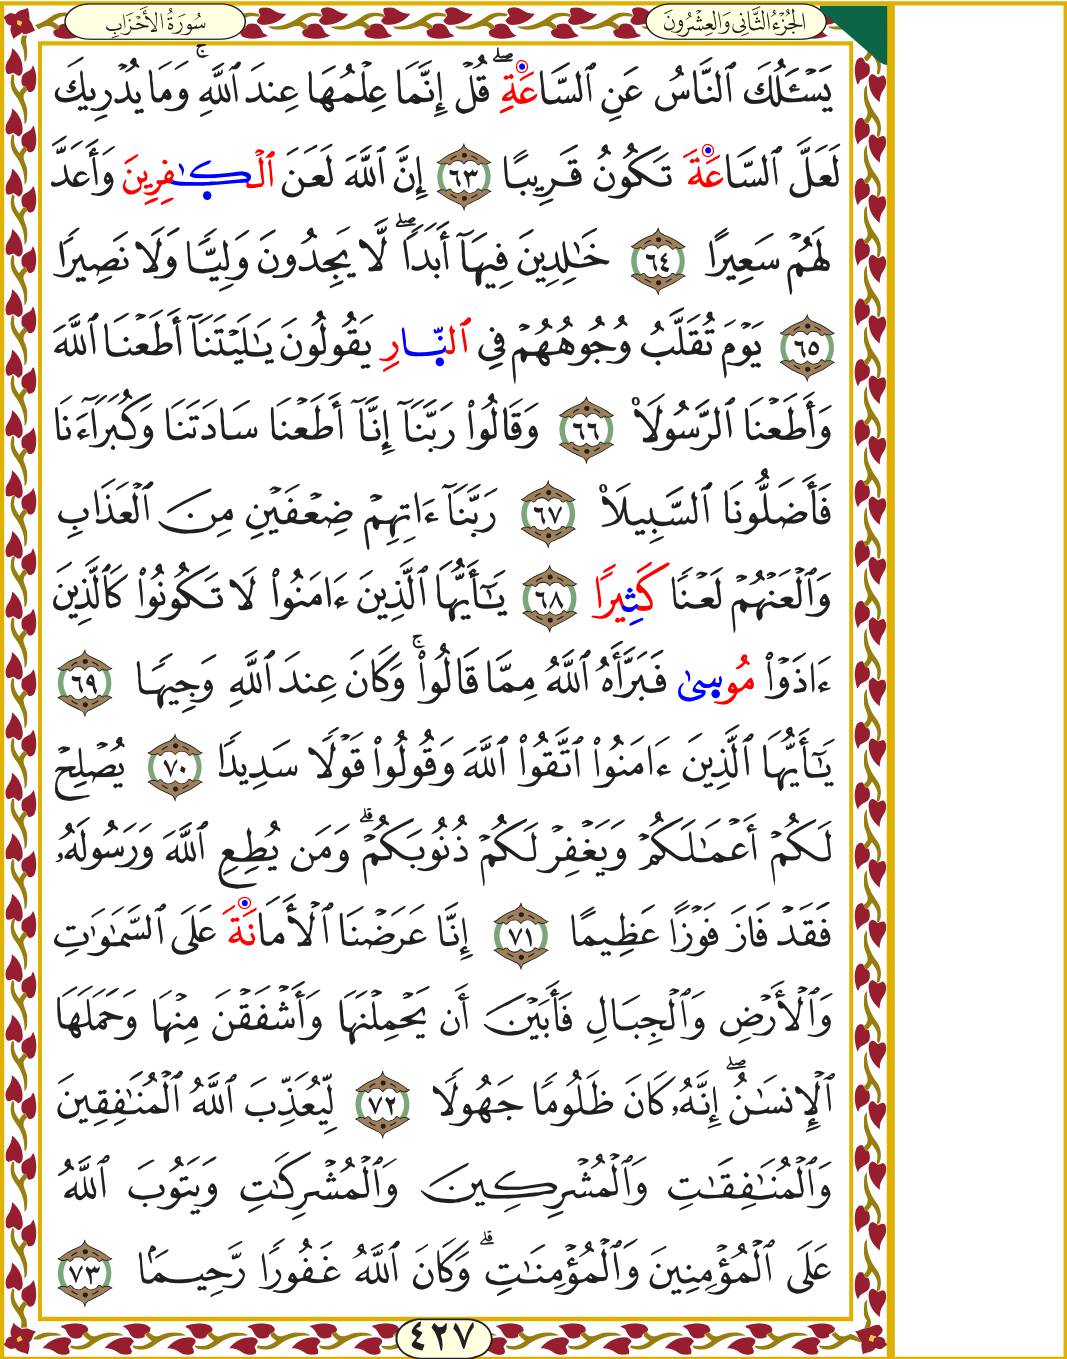 الجُزْءُ الثَّانِي وَالعِشْرُونَ
سُورَةُ الأَحْزَابِ
يَسْـَٔلُكَ ٱلنَّاسُ عَنِ ٱلسَّاعَةِۖ قُلْ إِنَّمَا عِلْمُهَا عِندَ ٱللَّهِۚ وَمَا يُدْرِيكَ
لَعَلَّ ٱلسَّاعَةَ تَكُونُ قَرِيبًا ٦٣ إِنَّ ٱللَّهَ لَعَنَ ٱلْكَٰفِرِينَ وَأَعَدَّ
لَهُمْ سَعِيرًا ٦٤ خَٰلِدِينَ فِيهَآ أَبَدًاۖ لَّا يَجِدُونَ وَلِيًّا وَلَا نَصِيرًا
٦٥ يَوْمَ تُقَلَّبُ وُجُوهُهُمْ فِي ٱلنَّارِ يَقُولُونَ يَٰلَيْتَنَآ أَطَعْنَا ٱللَّهَ
وَأَطَعْنَا ٱلرَّسُولَا۠ ٦٦ وَقَالُوا۟ رَبَّنَآ إِنَّآ أَطَعْنَا سَادَتَنَا وَكُبَرَآءَنَا
فَأَضَلُّونَا ٱلسَّبِيلَا۠ ٦٧ رَبَّنَآ ءَاتِهِمْ ضِعْفَيْنِ مِنَ ٱلْعَذَابِ
وَٱلْعَنْهُمْ لَعْنًا كَثِيرًا ٦٨ يَٰٓأَيُّهَا ٱلَّذِينَ ءَامَنُوا۟ لَا تَكُونُوا۟ كَٱلَّذِينَ
ءَاذَوْا۟ مُوسىٰ فَبَرَّأَهُ ٱللَّهُ مِمَّا قَالُوا۟ۚ وَكَانَ عِندَ ٱللَّهِ وَجِيهًا ٦٩
يَٰٓأَيُّهَا ٱلَّذِينَ ءَامَنُوا۟ ٱتَّقُوا۟ ٱللَّهَ وَقُولُوا۟ قَوْلًا سَدِيدًا ٧٠ يُصْلِحْ
لَكُمْ أَعْمَٰلَكُمْ وَيَغْفِرْ لَكُمْ ذُنُوبَكُمْۗ وَمَن يُطِعِ ٱللَّهَ وَرَسُولَهُۥ
فَقَدْ فَازَ فَوْزًا عَظِيمًا ٧١ إِنَّا عَرَضْنَا ٱلْأَمَانَةَ عَلَى ٱلسَّمَٰوَٰتِ
وَٱلْأَرْضِ وَٱلْجِبَالِ فَأَبَيْنَ أَن يَحْمِلْنَهَا وَأَشْفَقْنَ مِنْهَا وَحَمَلَهَا
ٱلْإِنسَٰنُۖ إِنَّهُۥ كَانَ ظَلُومًا جَهُولًا ٧٢ لِّيُعَذِّبَ ٱللَّهُ ٱلْمُنَٰفِقِينَ
وَٱلْمُنَٰفِقَٰتِ وَٱلْمُشْرِكِينَ وَٱلْمُشْرِكَٰتِ وَيَتُوبَ ٱللَّهُ
عَلَى ٱلْمُؤْمِنِينَ وَٱلْمُؤْمِنَٰتِۗ وَكَانَ ٱللَّهُ غَفُورًا رَّحِيمًۢا ٧٣
٤٢٧